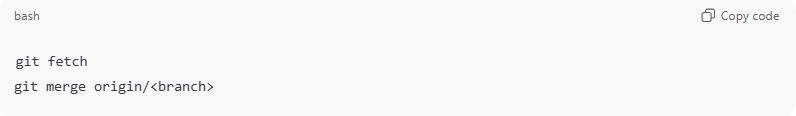 bash
Copy code
git fetch
git merge origin/<branch>